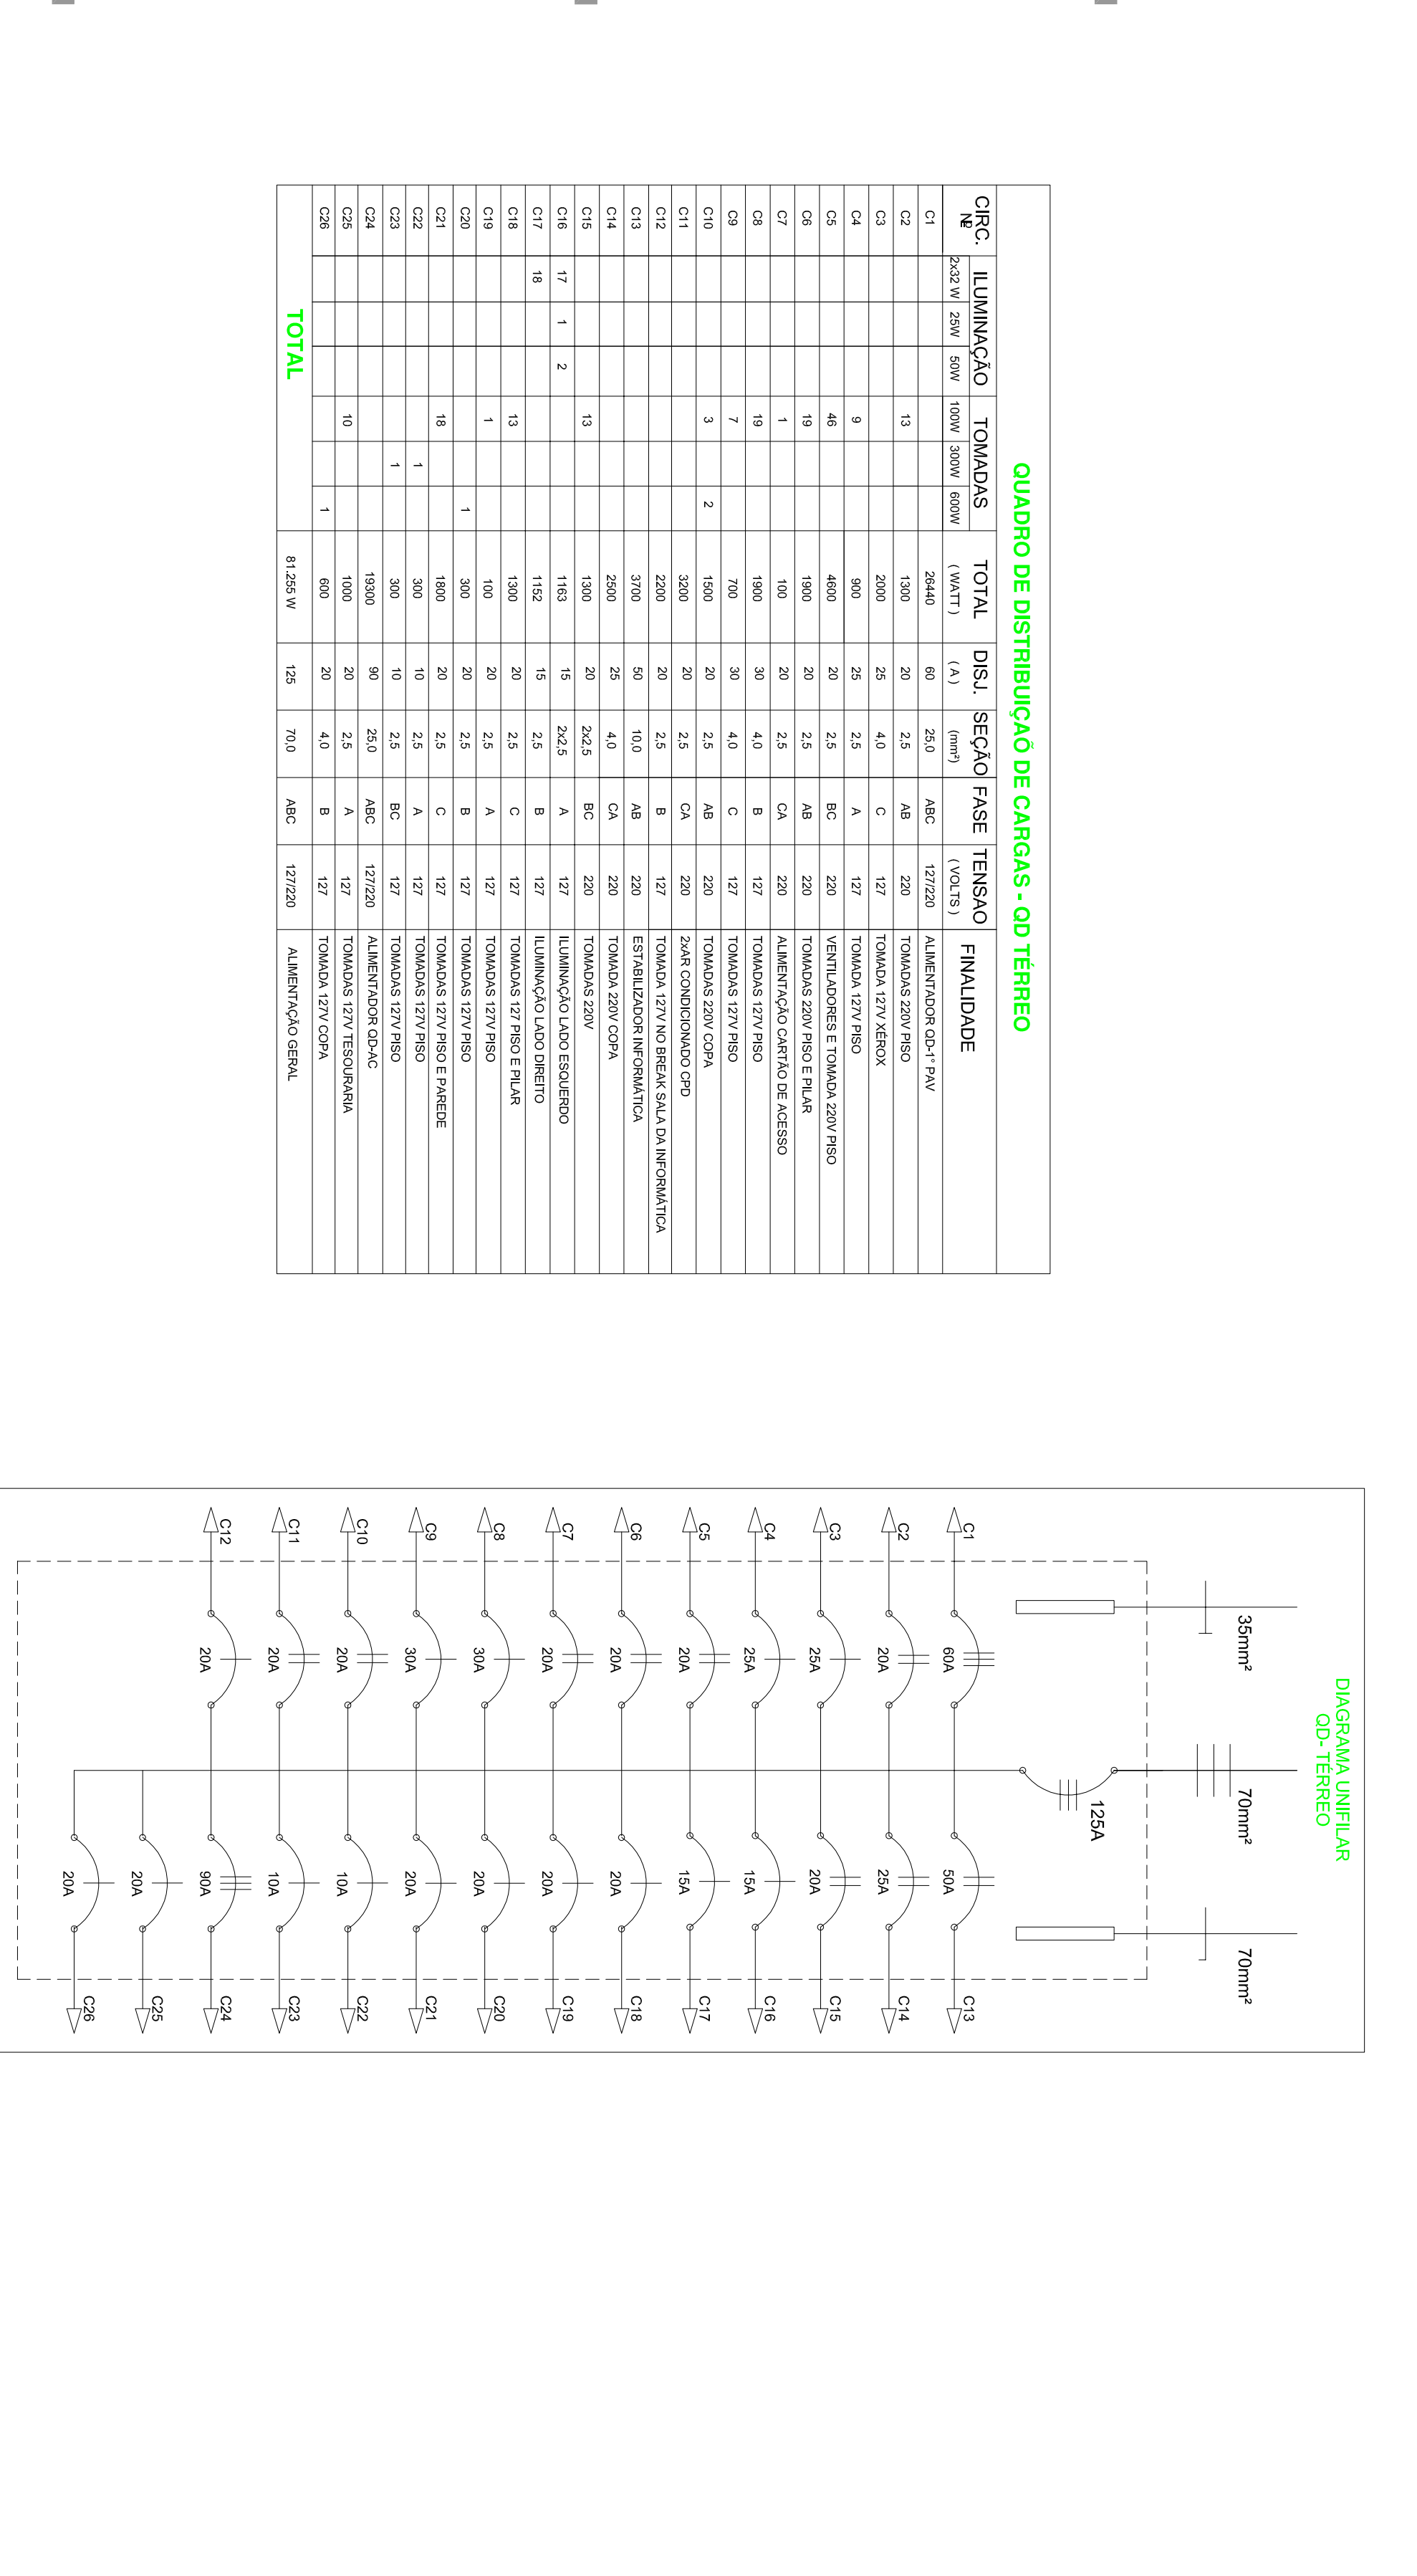 QUADRO DE DISTRIBUIÇAÕ DE CARGAS - QD TÉRREO
CIRC. Nº ILUMINAÇÃO TOMADAS TOTAL DISJ. SEÇÃO FASE TENSAO FINALIDADE
2x32 W 25W 50W 100W 300W 600W ( WATT ) ( A ) (mm²) ( VOLTS )
C1 26440 60 25,0 ABC 127/220 ALIMENTADOR QD-1° PAV
C2 13 1300 20 2,5 AB 220 TOMADAS 220V PISO
C3 2000 25 4,0 C 127 TOMADA 127V XÉROX
C4 9 900 25 2,5 A 127 TOMADA 127V PISO
C5 46 4600 20 2,5 BC 220 VENTILADORES E TOMADA 220V PISO
C6 19 1900 20 2,5 AB 220 TOMADAS 220V PISO E PILAR
C7 1 100 20 2,5 CA 220 ALIMENTAÇÃO CARTÃO DE ACESSO
C8 19 1900 30 4,0 B 127 TOMADAS 127V PISO
C9 7 700 30 4,0 C 127 TOMADAS 127V PISO
C10 3 2 1500 20 2,5 AB 220 TOMADAS 220V COPA
C11 3200 20 2,5 CA 220 2xAR CONDICIONADO CPD
C12 2200 20 2,5 B 127 TOMADA 127V NO BREAK SALA DA INFORMÁTICA
C13 3700 50 10,0 AB 220 ESTABILIZADOR INFORMÁTICA
C14 2500 25 4,0 CA 220 TOMADA 220V COPA
C15 13 1300 20 2x2,5 BC 220 TOMADAS 220V
C16 17 1 2 1163 15 2x2,5 A 127 ILUMINAÇÃO LADO ESQUERDO
C17 18 1152 15 2,5 B 127 ILUMINAÇÃO LADO DIREITO
C18 13 1300 20 2,5 C 127 TOMADAS 127 PISO E PILAR
C19 1 100 20 2,5 A 127 TOMADAS 127V PISO
C20 1 300 20 2,5 B 127 TOMADAS 127V PISO
C21 18 1800 20 2,5 C 127 TOMADAS 127V PISO E PAREDE
C22 1 300 10 2,5 A 127 TOMADAS 127V PISO
C23 1 300 10 2,5 BC 127 TOMADAS 127V PISO
C24 19300 90 25,0 ABC 127/220 ALIMENTADOR QD-AC
C25 10 1000 20 2,5 A 127 TOMADAS 127V TESOURARIA
C26 1 600 20 4,0 B 127 TOMADA 127V COPA
TOTAL 81.255 W 125 70,0 ABC 127/220 ALIMENTAÇÃO GERAL
DIAGRAMA UNIFILAR
QD- TÉRREO
35mm² 70mm² 70mm²
125A
C1 60A 50A C13
C2 20A 25A C14
C3 25A 20A C15
C4 25A 15A C16
C5 20A 15A C17
C6 20A 20A C18
C7 20A 20A C19
C8 30A 20A C20
C9 30A 20A C21
C10 20A 10A C22
C11 20A 10A C23
C12 20A 90A C24
20A C25
20A C26